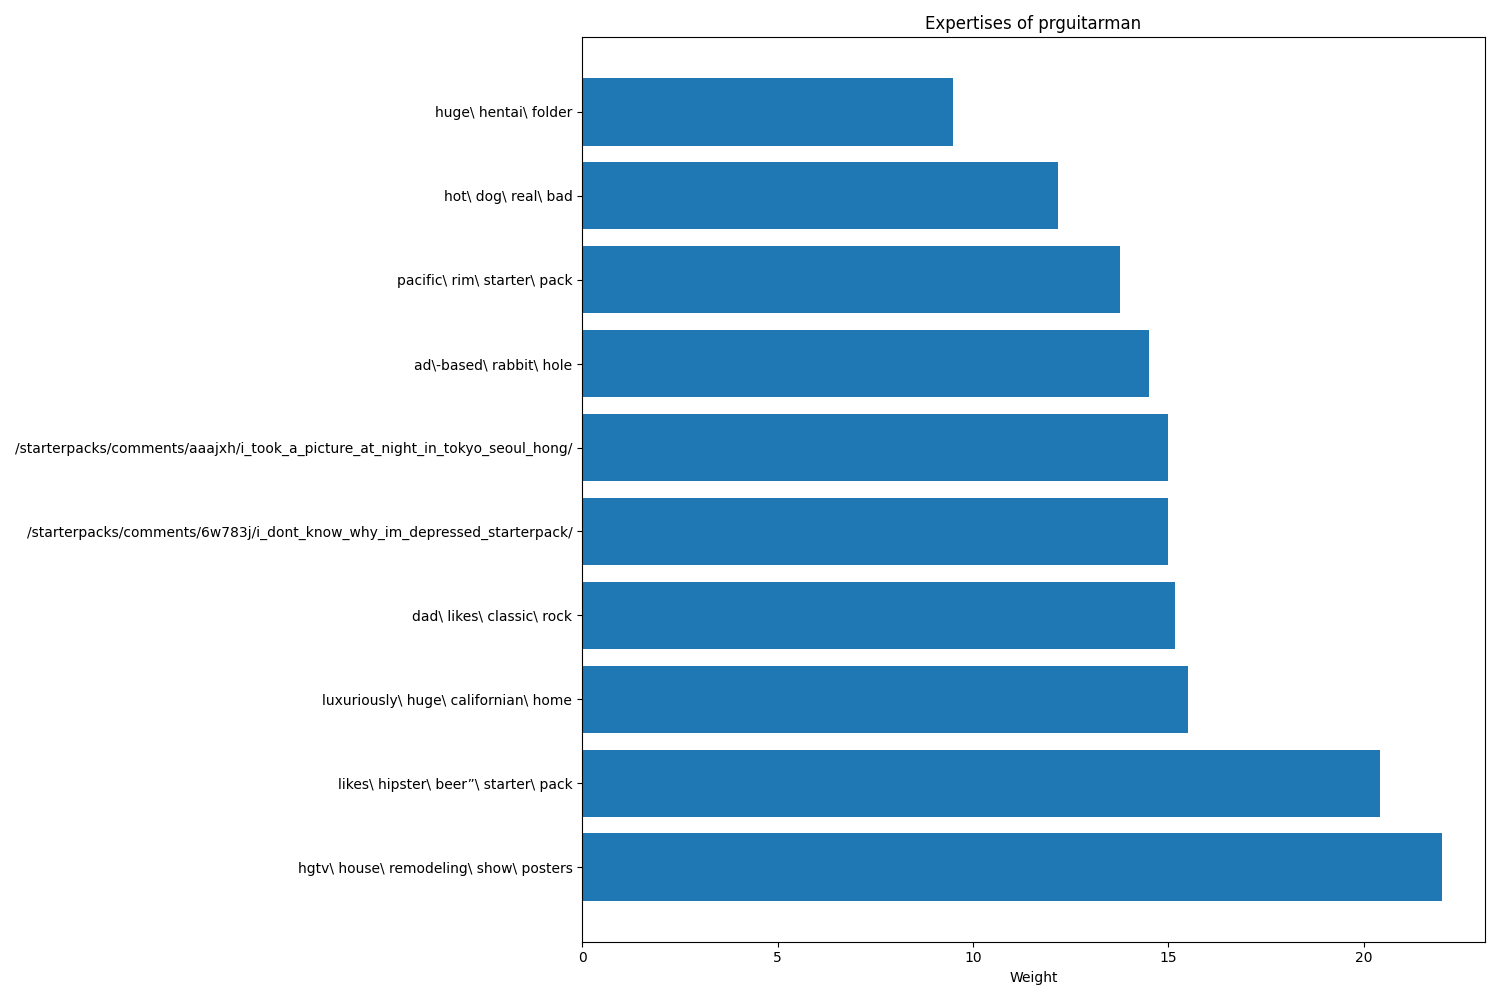 Expertises of prguitarman
huge\ hentai\ folder
hot\ dog\ real\ bad
pacific\ rim\ starter\ pack
ad\-based\ rabbit\ hole
/starterpacks/comments/aaajxh/i_took_a_picture_at_night_in_tokyo_seoul_hong/
/starterpacks/comments/6w783j/i_dont_know_why_im_depressed_starterpack/
dad\ likes\ classic\ rock
luxuriously\ huge\ californian\ home
likes\ hipster\ beer”\ starter\ pack
hgtv\ house\ remodeling\ show\ posters
0 5 10 15 20
Weight